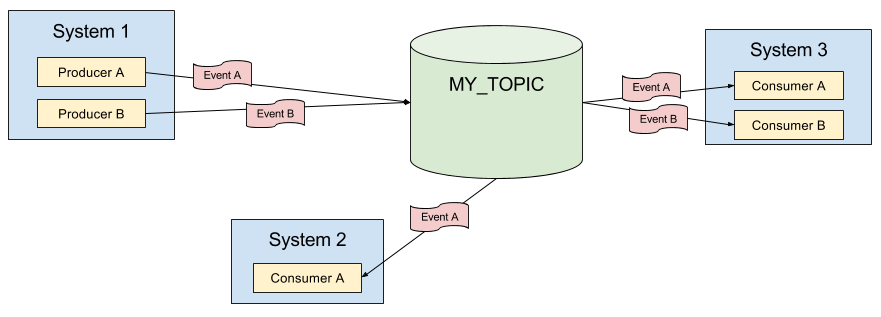 System 1
Producer A
Producer B
Event A
Event B
MY_TOPIC
Event A
Event B
System 3
Consumer A
Consumer B
Event A
System 2
Consumer A